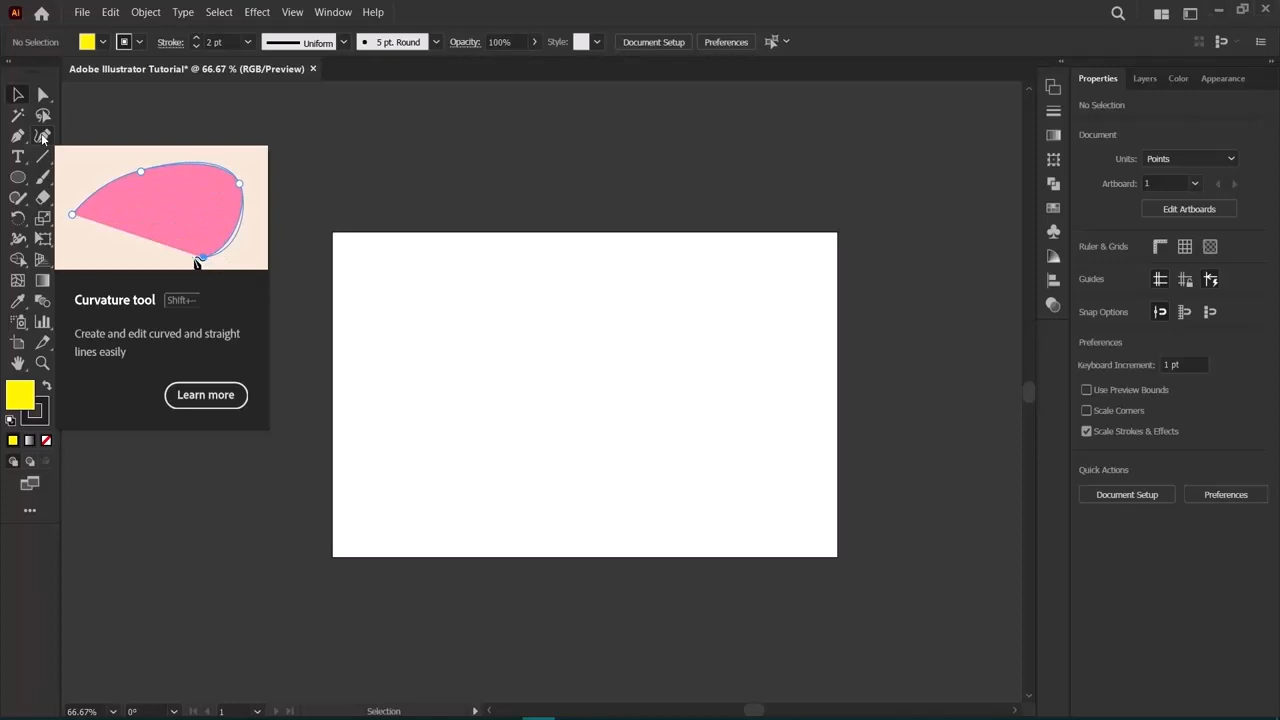 Ai File Edit Object Type Select Effect View Window Help
No Selection Stroke: 2 pt Uniform 5 pt. Round Opacity: 100% Style: Document Setup Preferences
Adobe Illustrator Tutorial* @ 66.67 % (RGB/Preview) ×
Properties Layers Color Appearance
No Selection
Document
Units: Points
Artboard: 1
Edit Artboards
Ruler & Grids
Guides
Snap Options
Preferences
Keyboard Increment: 1 pt
Use Preview Bounds
Scale Corners
Scale Strokes & Effects
Quick Actions
Document Setup Preferences
T
Curvature tool Shift+~
Create and edit curved and straight
lines easily
Learn more
66.67% 0° 1 Selection